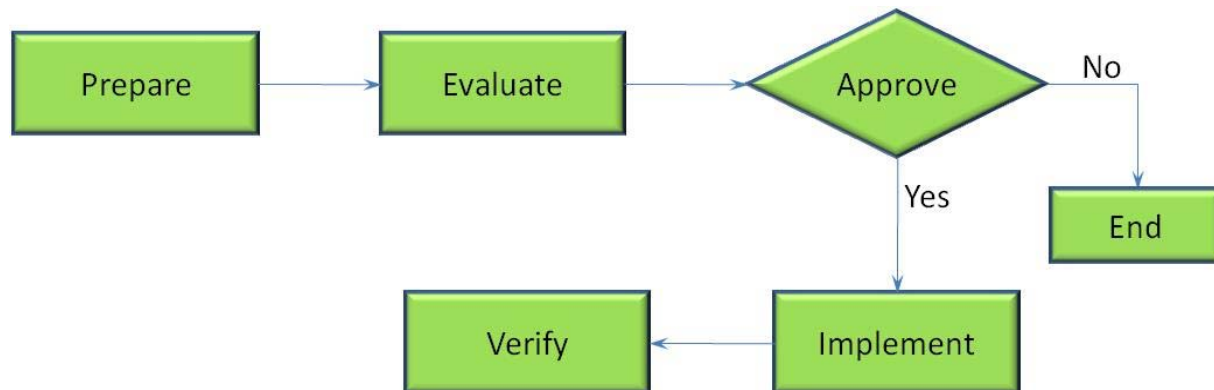 Prepare
Evaluate
Approve
No
Yes
End
Verify
Implement